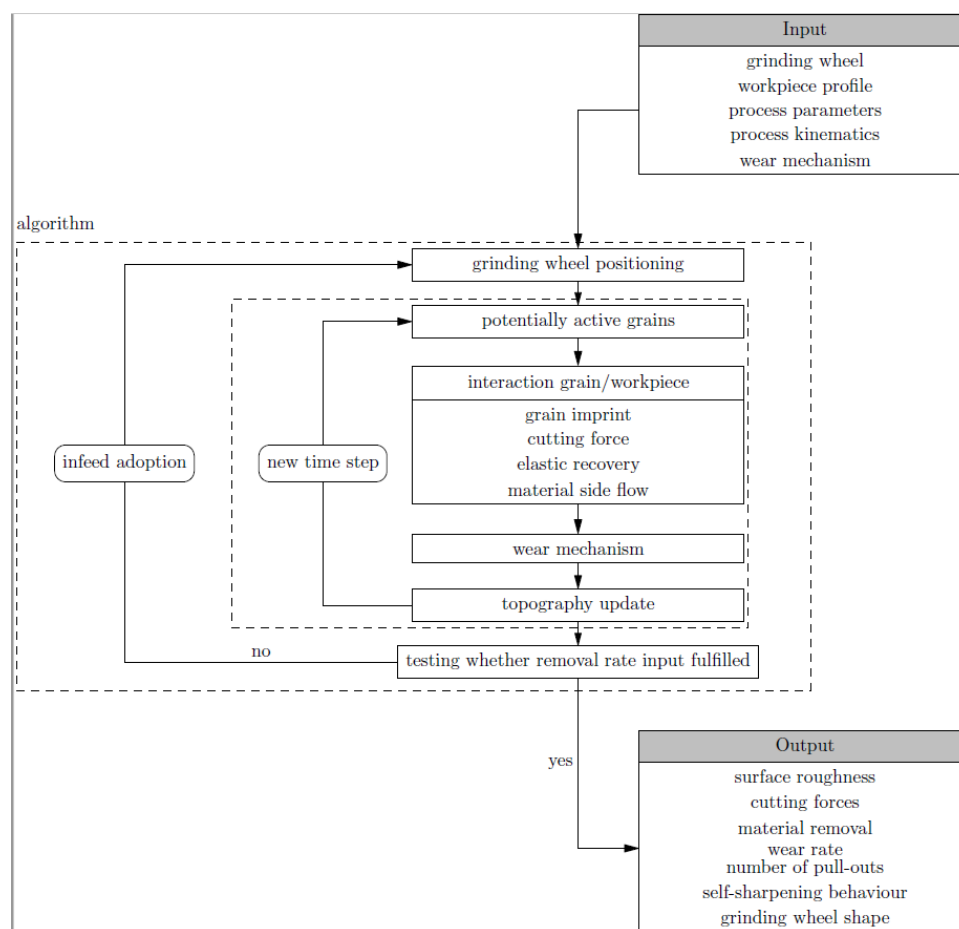 Input
grinding wheel
workpiece profile
process parameters
process kinematics
wear mechanism
algorithm
grinding wheel positioning
potentially active grains
interaction grain/workpiece
grain imprint
cutting force
elastic recovery
material side flow
infeed adoption
new time step
wear mechanism
topography update
no
testing whether removal rate input fulfilled
yes
Output
surface roughness
cutting forces
material removal
wear rate
number of pull-outs
self-sharpening behaviour
grinding wheel shape